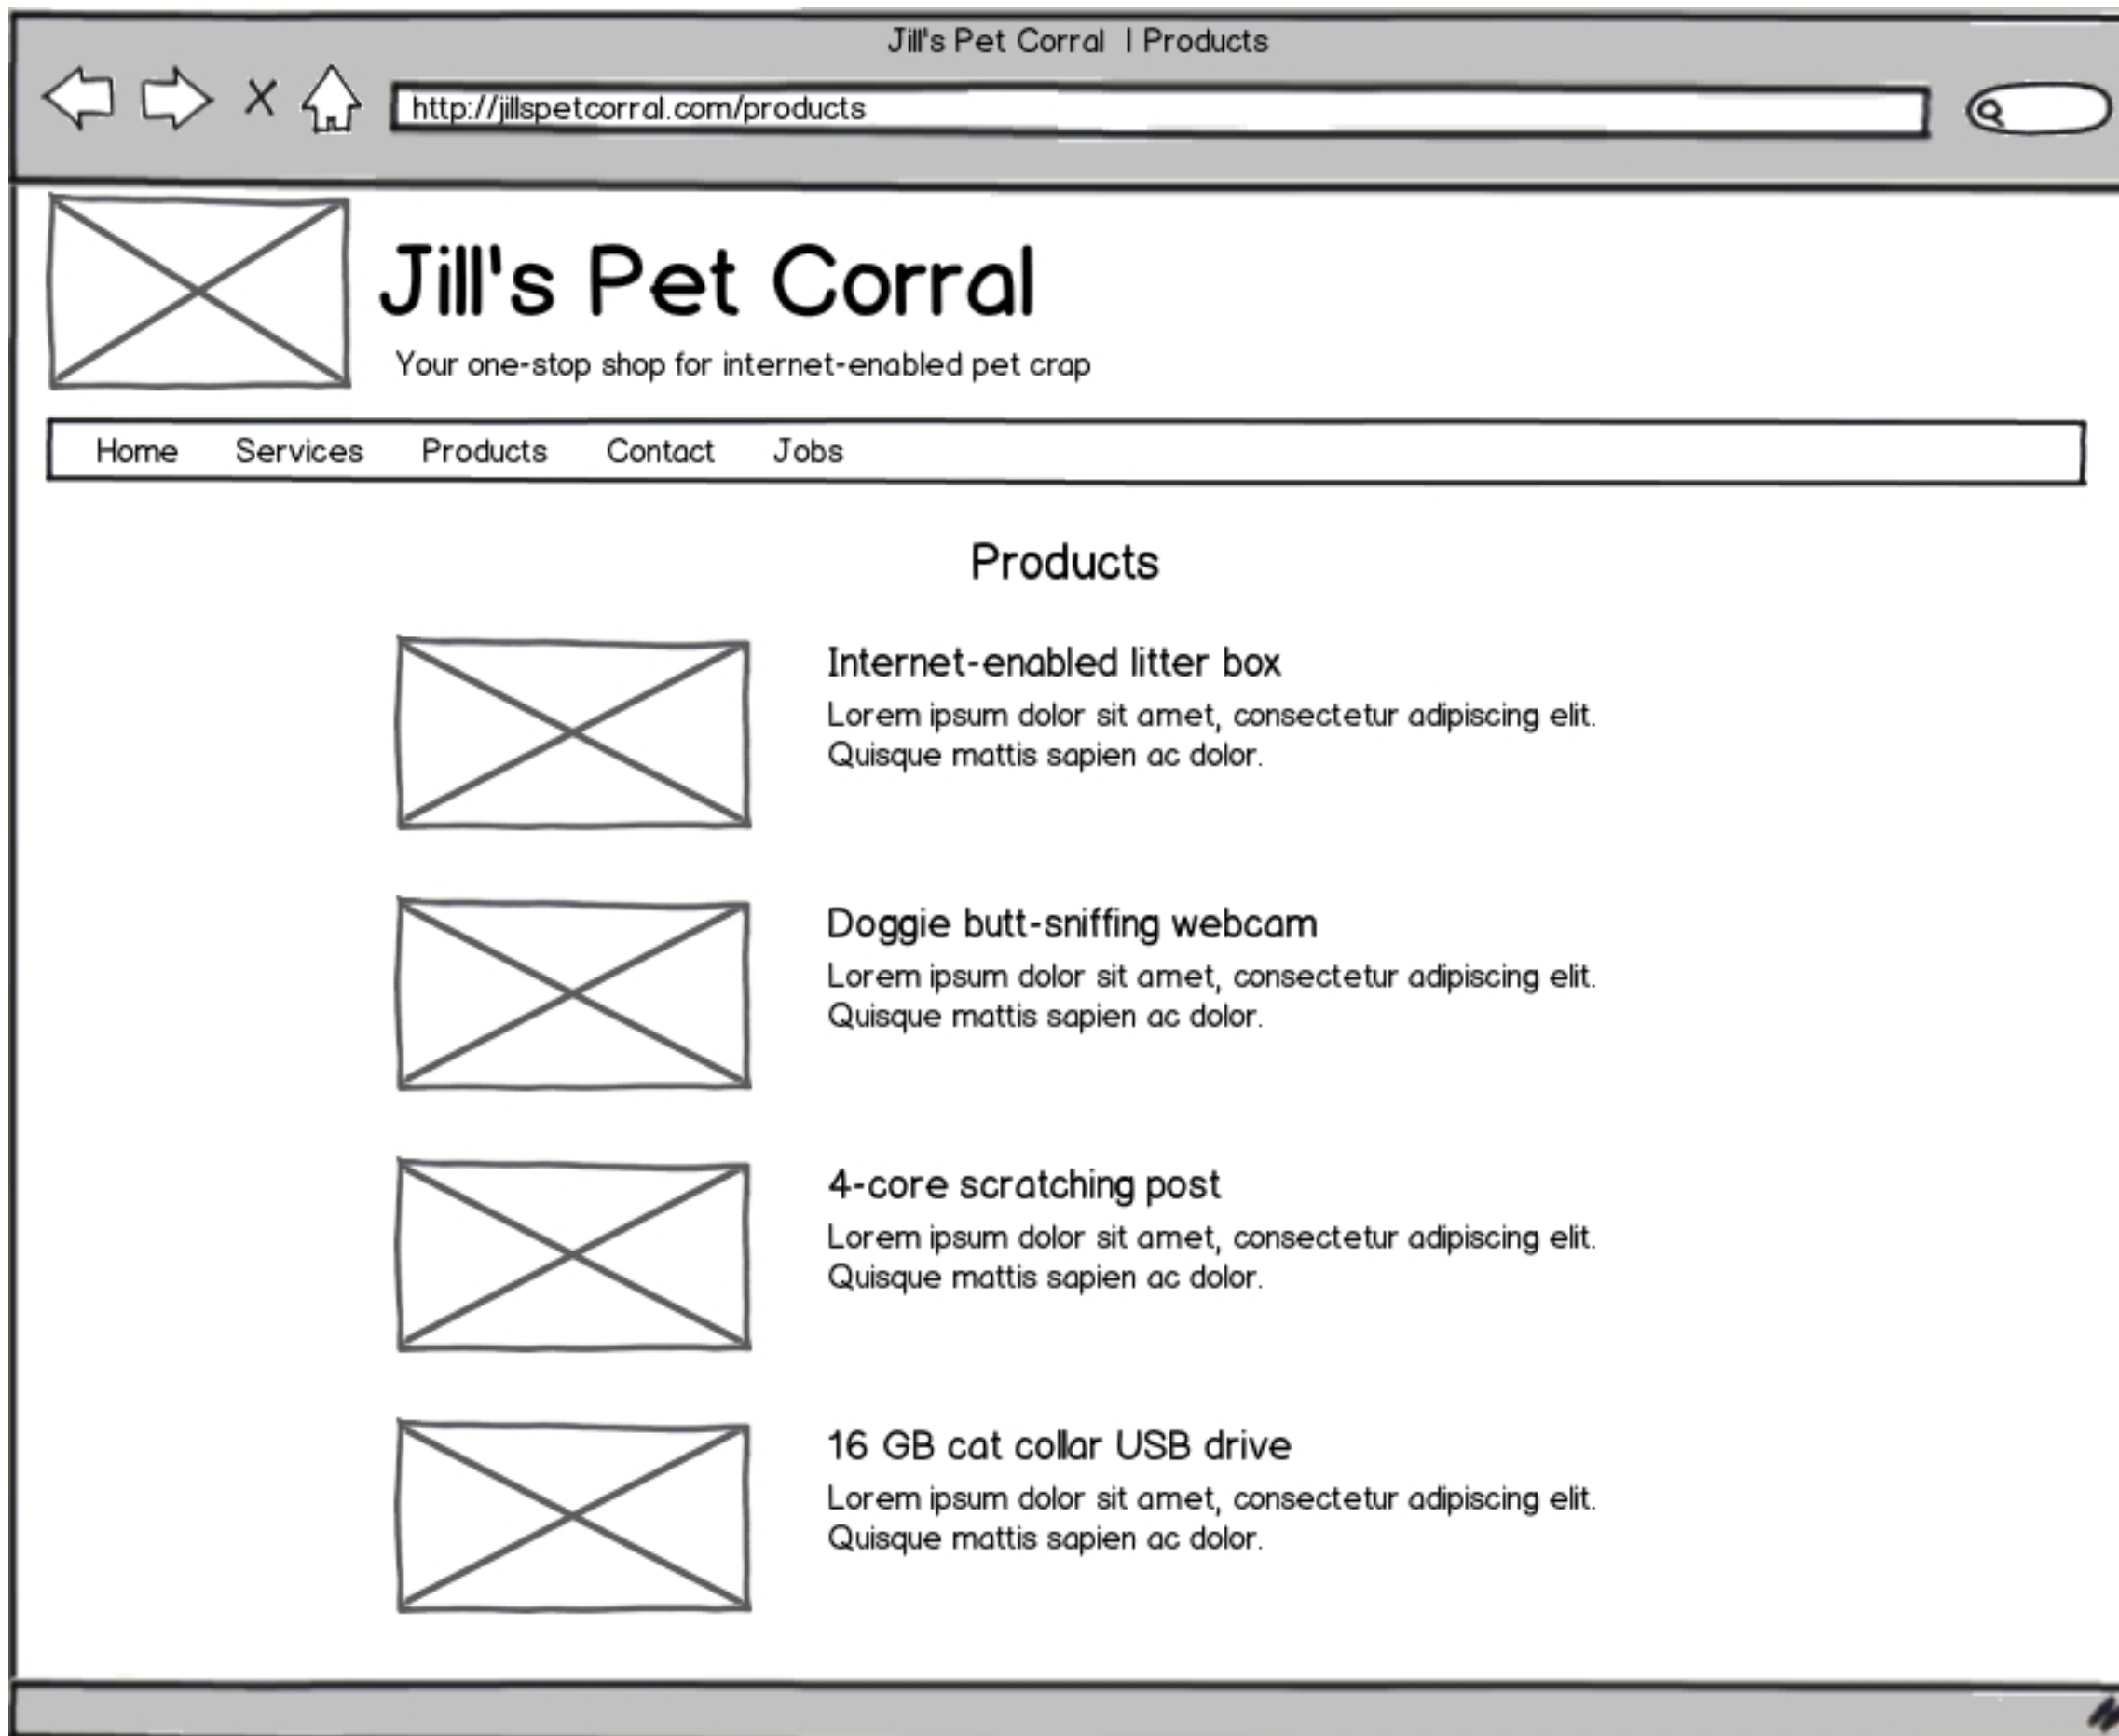 Jill's Pet Corral | Products
http://jillspetcorral.com/products
Jill's Pet Corral
Your one-stop shop for internet-enabled pet crap
Home Services Products Contact Jobs
Products
Internet-enabled litter box
Lorem ipsum dolor sit amet, consectetur adipiscing elit.
Quisque mattis sapien ac dolor.
Doggie butt-sniffing webcam
Lorem ipsum dolor sit amet, consectetur adipiscing elit.
Quisque mattis sapien ac dolor.
4-core scratching post
Lorem ipsum dolor sit amet, consectetur adipiscing elit.
Quisque mattis sapien ac dolor.
16 GB cat collar USB drive
Lorem ipsum dolor sit amet, consectetur adipiscing elit.
Quisque mattis sapien ac dolor.